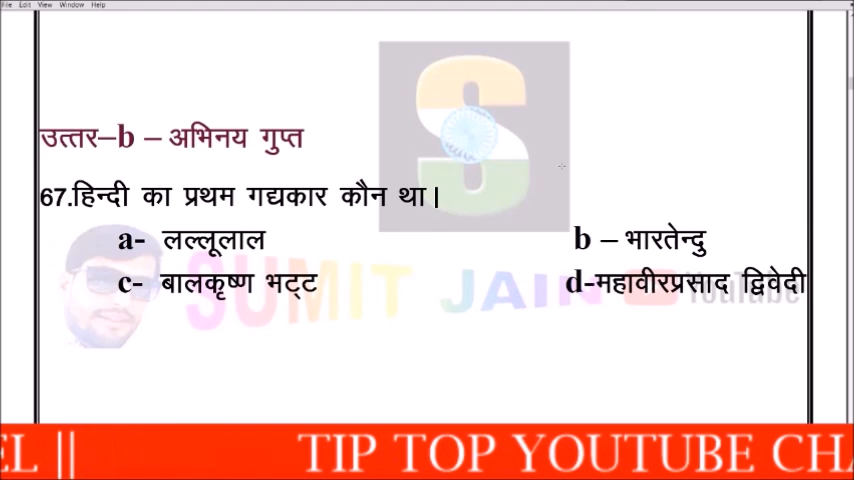 File Edit View Window Help
उत्तर–b – अभिनय गुप्त
67.हिन्दी का प्रथम गद्यकार कौन था|
a- लल्लूलाल b – भारतेन्दु
c- बालकृष्ण भट्ट d-महावीरप्रसाद द्विवेदी
SUMIT JAIN YouTube
EL || TIP TOP YOUTUBE CHA